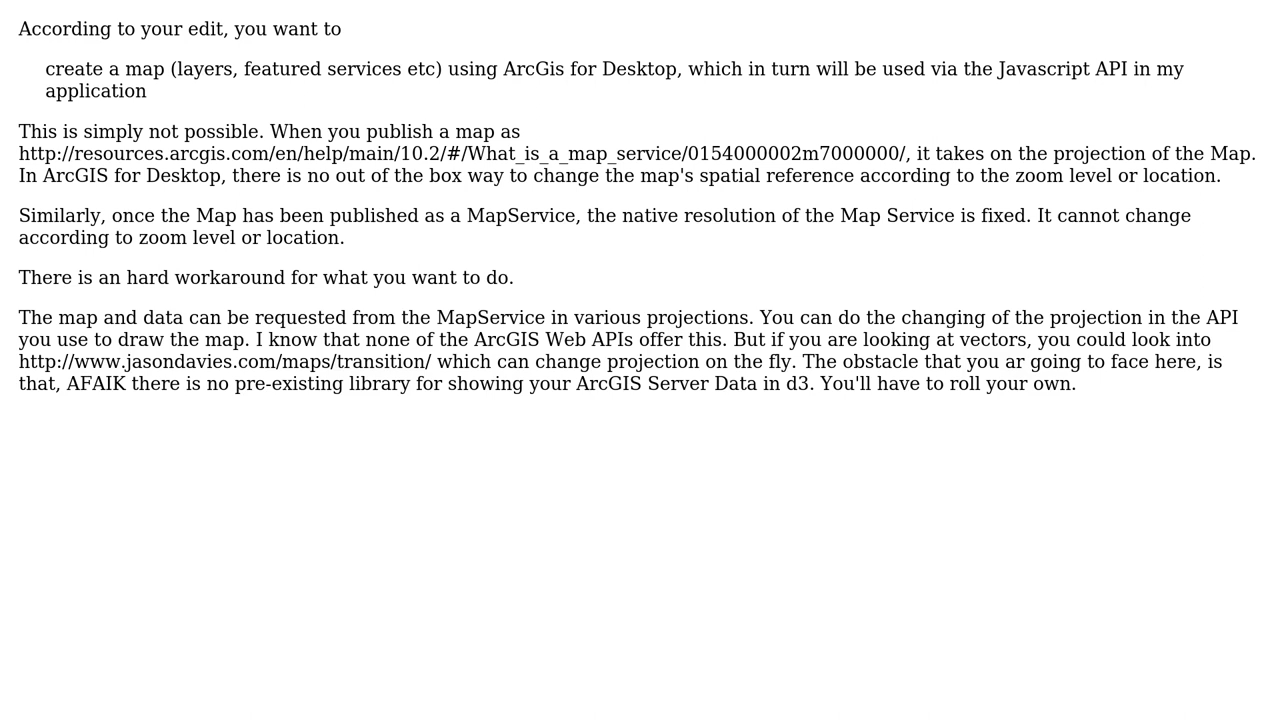 According to your edit, you want to
create a map (layers, featured services etc) using ArcGis for Desktop, which in turn will be used via the Javascript API in my
application
This is simply not possible. When you publish a map as
http://resources.arcgis.com/en/help/main/10.2/#/What_is_a_map_service/0154000002m7000000/, it takes on the projection of the Map.
In ArcGIS for Desktop, there is no out of the box way to change the map's spatial reference according to the zoom level or location.
Similarly, once the Map has been published as a MapService, the native resolution of the Map Service is fixed. It cannot change
according to zoom level or location.
There is an hard workaround for what you want to do.
The map and data can be requested from the MapService in various projections. You can do the changing of the projection in the API
you use to draw the map. I know that none of the ArcGIS Web APIs offer this. But if you are looking at vectors, you could look into
http://www.jasondavies.com/maps/transition/ which can change projection on the fly. The obstacle that you ar going to face here, is
that, AFAIK there is no pre-existing library for showing your ArcGIS Server Data in d3. You'll have to roll your own.